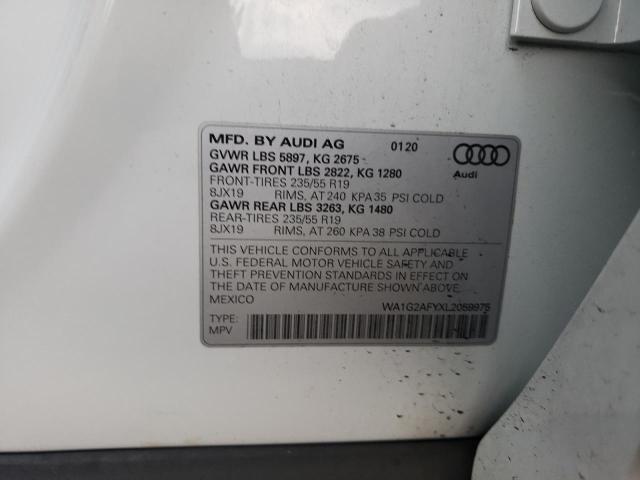 MFD. BY AUDI AG 0120
GVWR LBS 5897, KG 2675
GAWR FRONT LBS 2822, KG 1280
FRONT-TIRES 235/55 R19
8JX19 RIMS, AT 240 KPA 35 PSI COLD
GAWR REAR LBS 3263, KG 1480
REAR-TIRES 235/55 R19
8JX19 RIMS, AT 260 KPA 38 PSI COLD
Audi
THIS VEHICLE CONFORMS TO ALL APPLICABLE
U.S. FEDERAL MOTOR VEHICLE SAFETY AND
THEFT PREVENTION STANDARDS IN EFFECT ON
THE DATE OF MANUFACTURE SHOWN ABOVE.
MEXICO
WA1G2AFYXL2059975
TYPE:
MPV